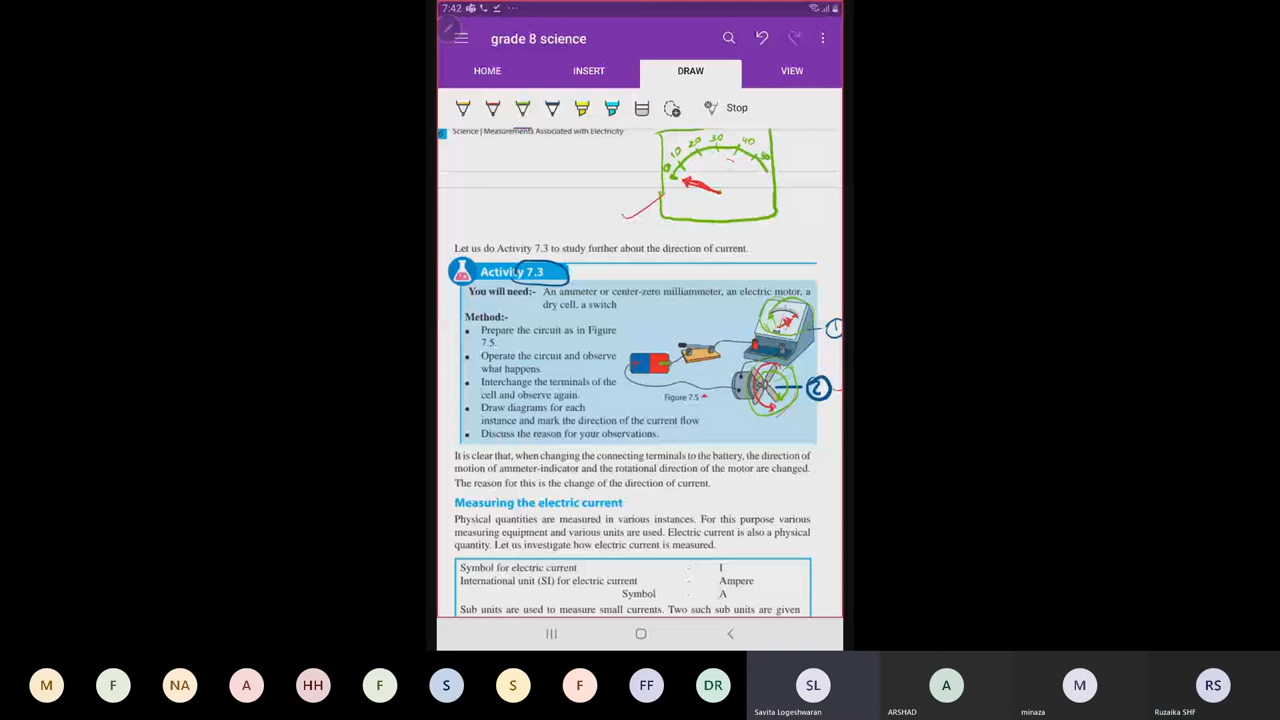 7:42
grade 8 science
HOME INSERT DRAW VIEW
Stop
Science | Measurements Associated with Electricity
0 10 20 30 40
Let us do Activity 7.3 to study further about the direction of current.
Activity 7.3
You will need:- An ammeter or center-zero milliammeter, an electric motor, a
dry cell, a switch
Method:-
• Prepare the circuit as in Figure
7.5.
• Operate the circuit and observe
what happens.
• Interchange the terminals of the
cell and observe again.
• Draw diagrams for each
instance and mark the direction of the current flow
• Discuss the reason for your observations.
1
2
Figure 7.5
It is clear that, when changing the connecting terminals to the battery, the direction of
motion of ammeter-indicator and the rotational direction of the motor are changed.
The reason for this is the change of the direction of current.
Measuring the electric current
Physical quantities are measured in various instances. For this purpose various
measuring equipment and various units are used. Electric current is also a physical
quantity. Let us investigate how electric current is measured.
Symbol for electric current - I
International unit (SI) for electric current - Ampere
Symbol - A
Sub units are used to measure small currents. Two such sub units are given
M F NA A HH F S S F FF DR SL A M RS
Savita Logeshwaran ARSHAD minaza Ruzaika SHF